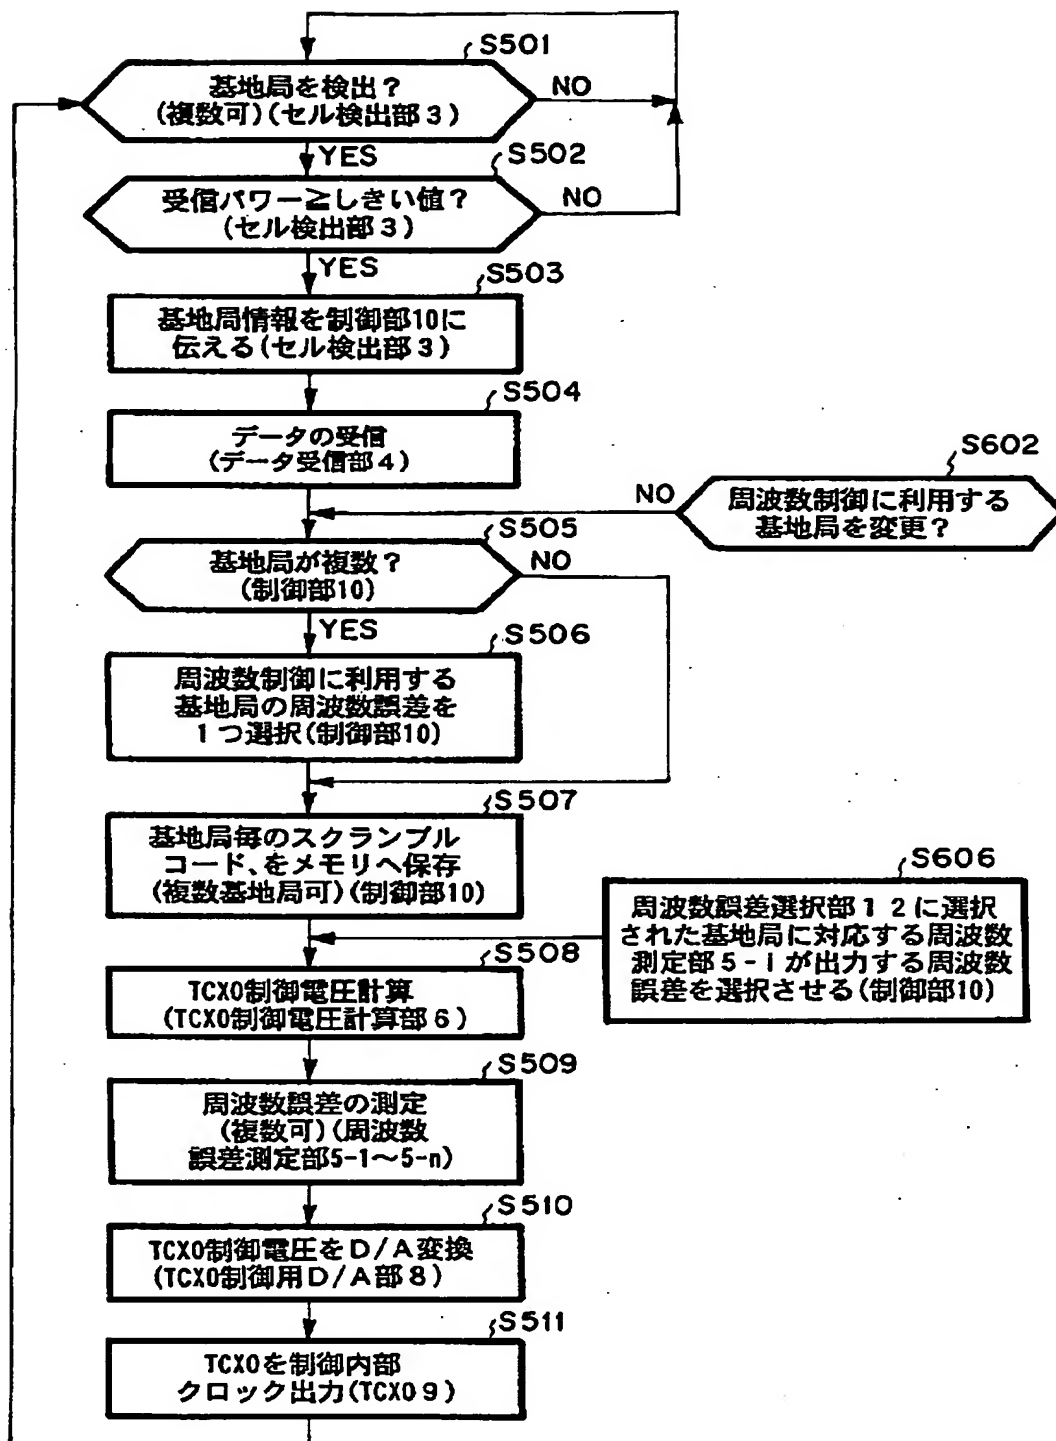 S501
基地局を検出？
(複数可)(セル検出部３)
NO
YES
S502
受信パワー≧しきい値？
(セル検出部３)
NO
YES
S503
基地局情報を制御部10に
伝える(セル検出部３)
S504
データの受信
(データ受信部４)
S602
周波数制御に利用する
基地局を変更？
NO
S505
基地局が複数？
(制御部10)
NO
YES
S506
周波数制御に利用する
基地局の周波数誤差を
１つ選択(制御部10)
S507
基地局毎のスクランブル
コード、をメモリへ保存
(複数基地局可)(制御部10)
S606
周波数誤差選択部１２に選択
された基地局に対応する周波数
測定部5-iが出力する周波数
誤差を選択させる(制御部10)
S508
TCXO制御電圧計算
(TCXO制御電圧計算部６)
S509
周波数誤差の測定
(複数可)(周波数
誤差測定部5-1～5-n)
S510
TCXO制御電圧をＤ/Ａ変換
(TCXO制御用Ｄ/Ａ部８)
S511
TCXOを制御内部
クロック出力(TCXO９)